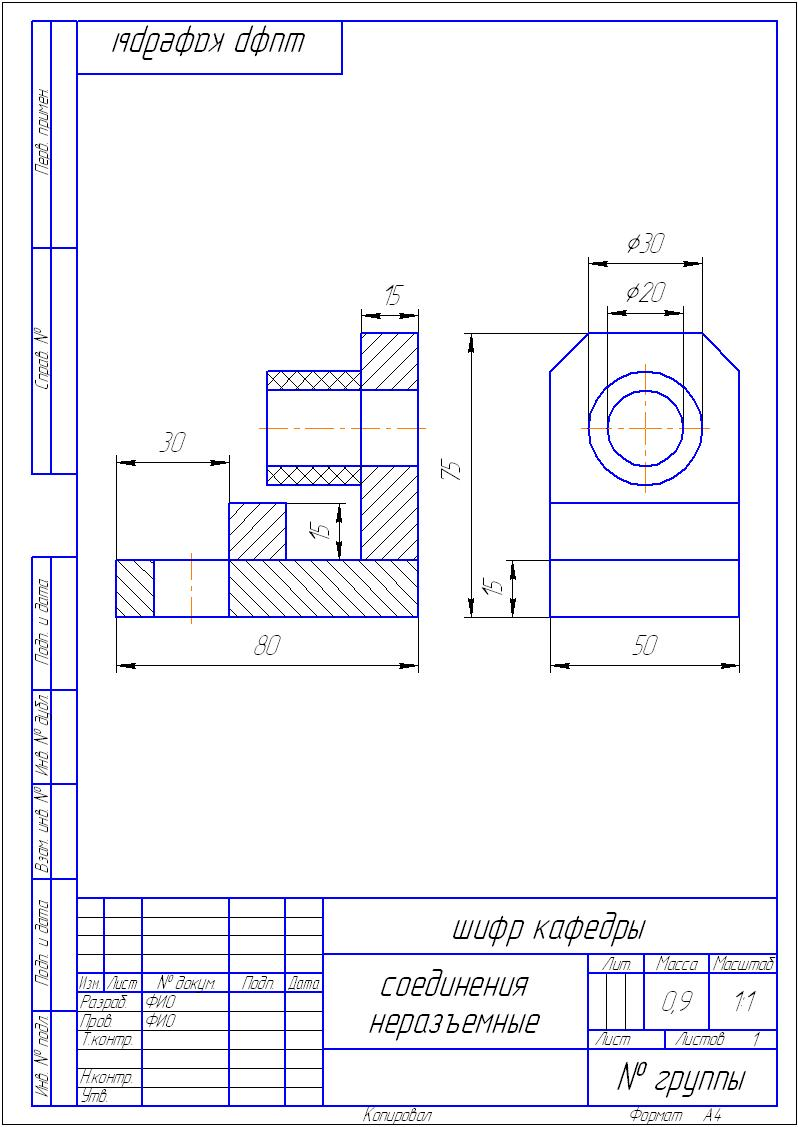 шифр кафедры
Перв. примен.
Справ. №
Подп. и дата
Инв. № дубл.
Взам. инв. №
Подп. и дата
Инв. № подл.
⌀30
⌀20
15
30
15
75
15
80
50
шифр кафедры
Изм. Лист № докум. Подп. Дата
Разраб ФИО
Пров. ФИО
Т.контр.
Н.контр.
Утв.
соединения
неразъемные
Лит. Масса Масштаб
0,9 1:1
Лист Листов 1
№ группы
Копировал Формат А4